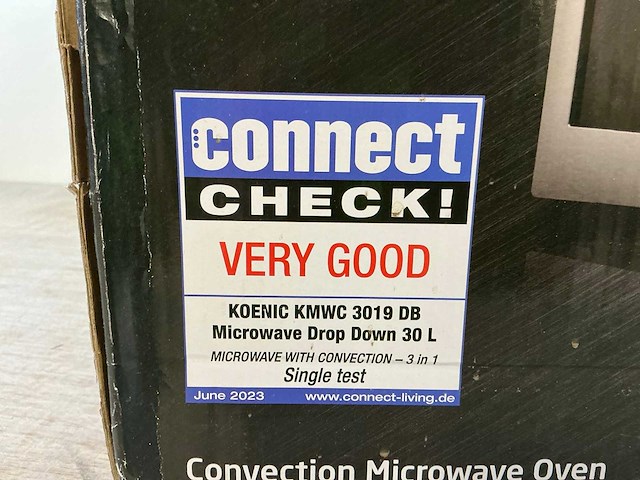 connect
CHECK!
VERY GOOD
KOENIC KMWC 3019 DB
Microwave Drop Down 30 L
MICROWAVE WITH CONVECTION – 3 in 1
Single test
June 2023 www.connect-living.de
Convection Microwave Oven